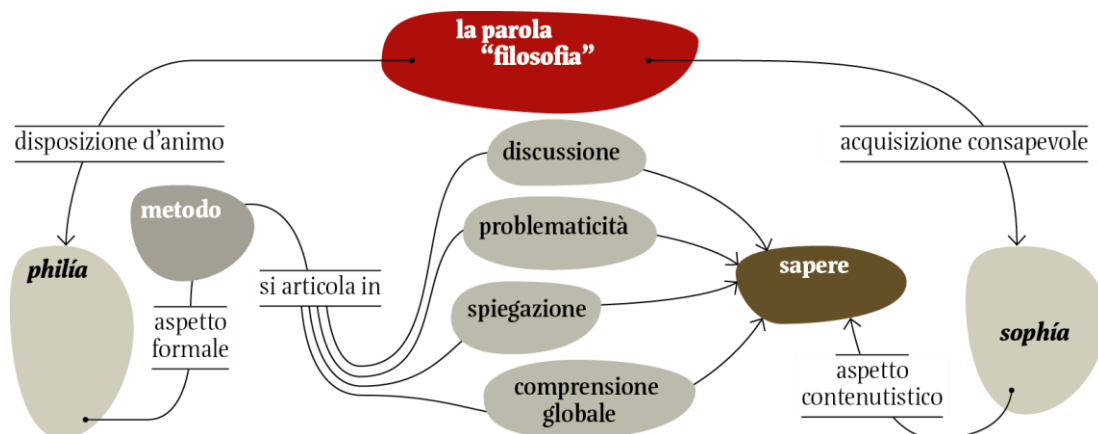 la parola
“filosofia”
disposizione d’animo
acquisizione consapevole
discussione
metodo
problematicità
philía
si articola in
sapere
spiegazione
aspetto
formale
sophía
aspetto
contenutistico
comprensione
globale